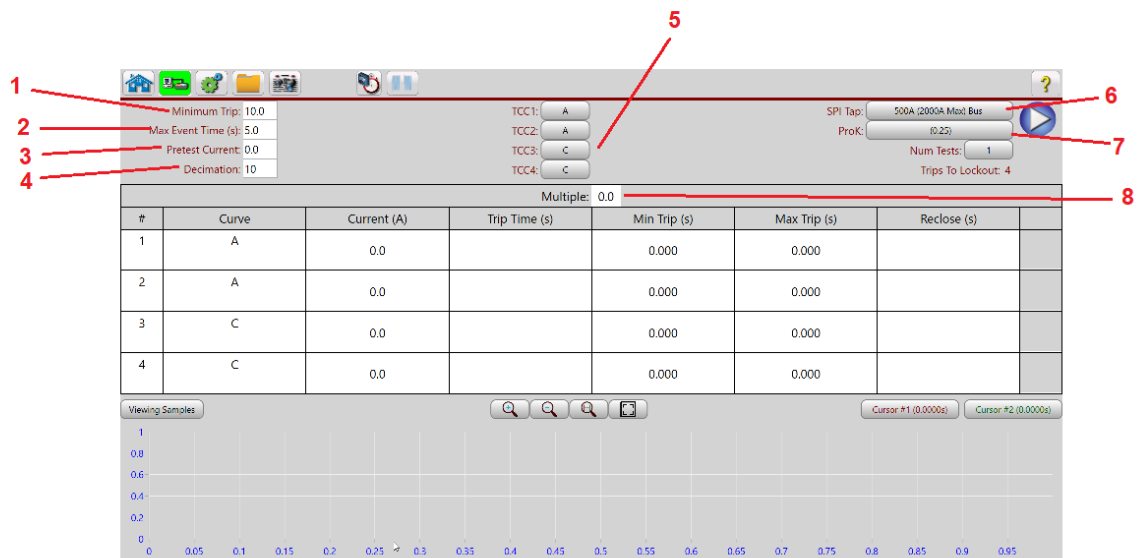 5
1
2
3
4
6
7
8
?
Minimum Trip: 10.0
Max Event Time (s): 5.0
Pretest Current: 0.0
Decimation: 10
TCC1: A
TCC2: A
TCC3: C
TCC4: C
SPI Tap: 500A (2000A Max) Bus
ProK: (0.25)
Num Tests: 1
Trips To Lockout: 4
Multiple: 0.0
# Curve Current (A) Trip Time (s) Min Trip (s) Max Trip (s) Reclose (s)
1 A 0.0 0.000 0.000
2 A 0.0 0.000 0.000
3 C 0.0 0.000 0.000
4 C 0.0 0.000 0.000
Viewing Samples
Cursor #1 (0.0000s) Cursor #2 (0.0000s)
1
0.8
0.6
0.4
0.2
0
0 0.05 0.1 0.15 0.2 0.25 0.3 0.35 0.4 0.45 0.5 0.55 0.6 0.65 0.7 0.75 0.8 0.85 0.9 0.95